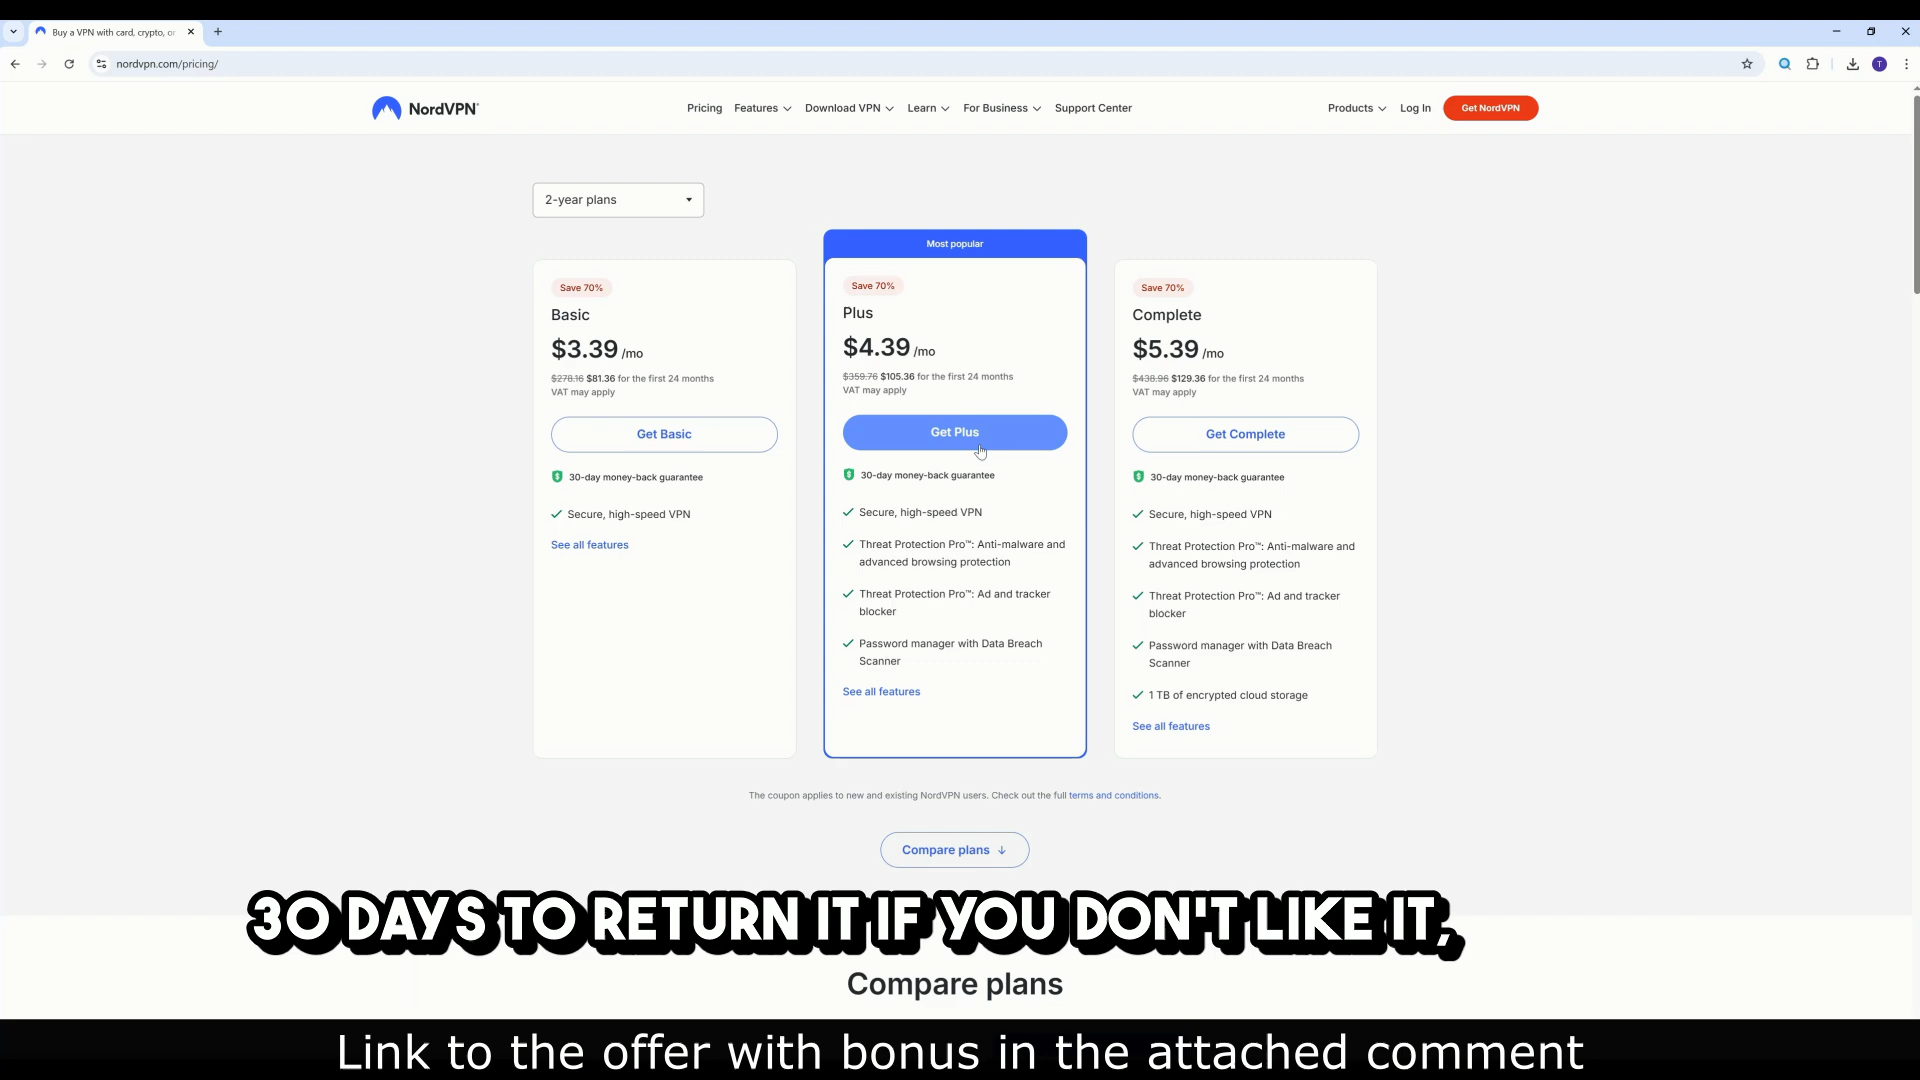 Buy a VPN with card, crypto, or
nordvpn.com/pricing/
T
NordVPN®
Pricing Features Download VPN Learn For Business Support Center
Products Log In Get NordVPN
2-year plans
Most popular
Save 70%
Basic
$3.39 /mo
$278.16 $81.36 for the first 24 months
VAT may apply
Get Basic
30-day money-back guarantee
Secure, high-speed VPN
See all features
Save 70%
Plus
$4.39 /mo
$359.76 $105.36 for the first 24 months
VAT may apply
Get Plus
30-day money-back guarantee
Secure, high-speed VPN
Threat Protection Pro™: Anti-malware and
advanced browsing protection
Threat Protection Pro™: Ad and tracker
blocker
Password manager with Data Breach
Scanner
See all features
Save 70%
Complete
$5.39 /mo
$438.96 $129.36 for the first 24 months
VAT may apply
Get Complete
30-day money-back guarantee
Secure, high-speed VPN
Threat Protection Pro™: Anti-malware and
advanced browsing protection
Threat Protection Pro™: Ad and tracker
blocker
Password manager with Data Breach
Scanner
1 TB of encrypted cloud storage
See all features
The coupon applies to new and existing NordVPN users. Check out the full terms and conditions.
Compare plans ↓
30 DAYS TO RETURN IT IF YOU DON'T LIKE IT,
Compare plans
Link to the offer with bonus in the attached comment